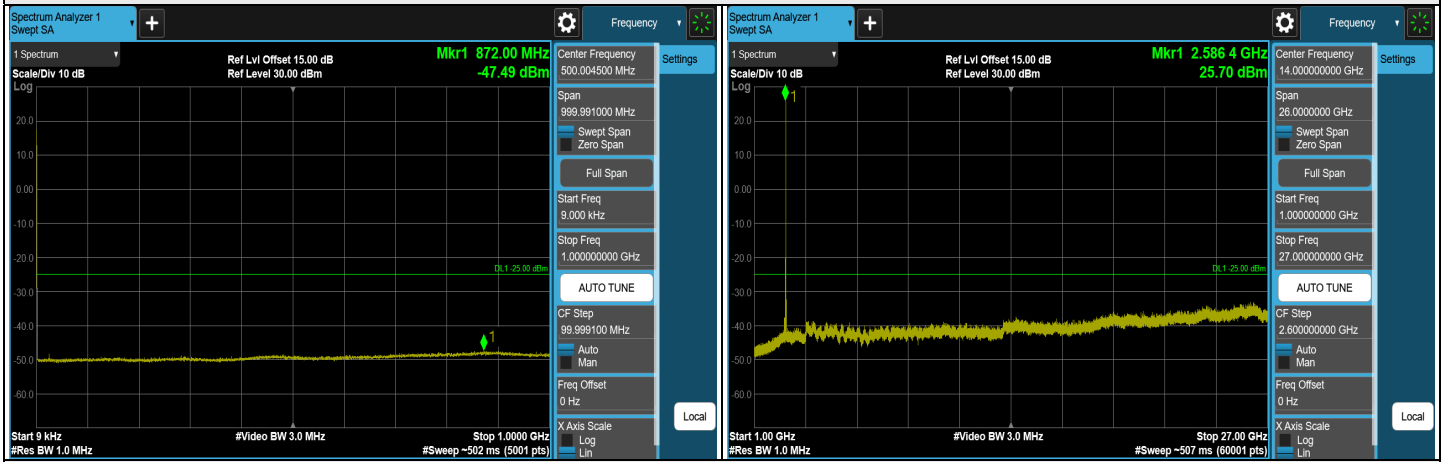 Spectrum Analyzer 1
Swept SA
+
Frequency
1 Spectrum
Scale/Div 10 dB
Log
Ref Lvl Offset 15.00 dB
Ref Level 30.00 dBm
Mkr1 872.00 MHz
-47.49 dBm
20.0
10.0
0.00
-10.0
-20.0
-30.0
-40.0
-50.0
-60.0
DL1 -25.00 dBm
1
Start 9 kHz
#Res BW 1.0 MHz
#Video BW 3.0 MHz
Stop 1.0000 GHz
#Sweep ~502 ms (5001 pts)
Center Frequency
500.004500 MHz
Span
999.991000 MHz
Swept Span
Zero Span
Full Span
Start Freq
9.000 kHz
Stop Freq
1.000000000 GHz
AUTO TUNE
CF Step
99.999100 MHz
Auto
Man
Freq Offset
0 Hz
X Axis Scale
Log
Lin
Settings
Local
Spectrum Analyzer 1
Swept SA
+
Frequency
1 Spectrum
Scale/Div 10 dB
Log
Ref Lvl Offset 15.00 dB
Ref Level 30.00 dBm
Mkr1 2.586 4 GHz
25.70 dBm
1
20.0
10.0
0.00
-10.0
-20.0
-30.0
-40.0
-50.0
-60.0
DL1 -25.00 dBm
Start 1.00 GHz
#Res BW 1.0 MHz
#Video BW 3.0 MHz
Stop 27.00 GHz
#Sweep ~507 ms (60001 pts)
Center Frequency
14.000000000 GHz
Span
26.0000000 GHz
Swept Span
Zero Span
Full Span
Start Freq
1.000000000 GHz
Stop Freq
27.000000000 GHz
AUTO TUNE
CF Step
2.600000000 GHz
Auto
Man
Freq Offset
0 Hz
X Axis Scale
Log
Lin
Settings
Local